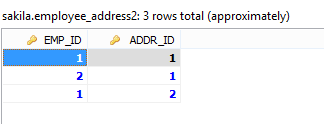 sakila.employee_address2: 3 rows total (approximately)
EMP_ID ADDR_ID
1 1
2 1
1 2